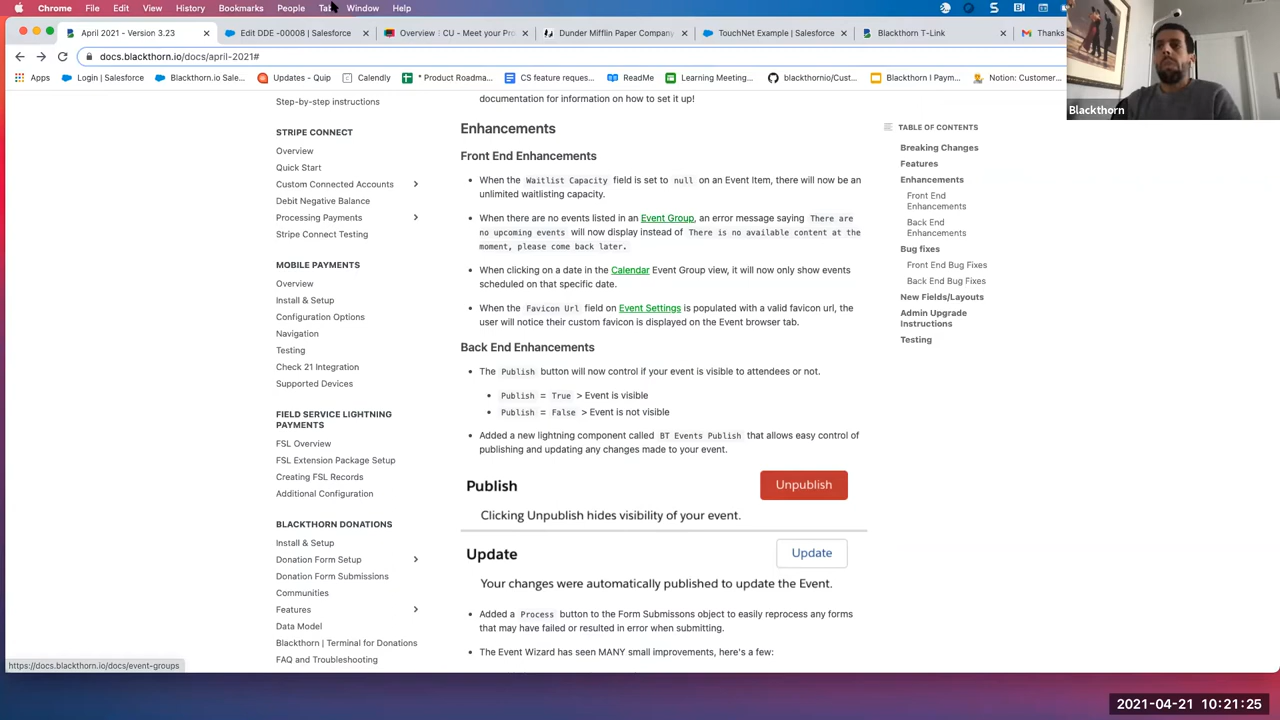 Chrome File Edit View History Bookmarks People Tab Window Help
April 2021 - Version 3.23 × Edit DDE -00008 | Salesforce × Overview : CU - Meet your Pro × Dunder Mifflin Paper Company, × TouchNet Example | Salesforce × Blackthorn T-Link × Thanks
docs.blackthorn.io/docs/april-2021#
Apps Login | Salesforce Blackthorn.io Sale... Updates - Quip Calendly * Product Roadma... CS feature reques... ReadMe Learning Meeting... blackthornio/Cust... Blackthorn I Paym... Notion: Customer...
Blackthorn
Step-by-step instructions
STRIPE CONNECT
Overview
Quick Start
Custom Connected Accounts
Debit Negative Balance
Processing Payments
Stripe Connect Testing
MOBILE PAYMENTS
Overview
Install & Setup
Configuration Options
Navigation
Testing
Check 21 Integration
Supported Devices
FIELD SERVICE LIGHTNING
PAYMENTS
FSL Overview
FSL Extension Package Setup
Creating FSL Records
Additional Configuration
BLACKTHORN DONATIONS
Install & Setup
Donation Form Setup
Donation Form Submissions
Communities
Features
Data Model
Blackthorn | Terminal for Donations
FAQ and Troubleshooting
documentation for information on how to set it up!
Enhancements
Front End Enhancements
When the Waitlist Capacity field is set to null on an Event Item, there will now be an
unlimited waitlisting capacity.
When there are no events listed in an Event Group, an error message saying There are
no upcoming events will now display instead of There is no available content at the
moment, please come back later.
When clicking on a date in the Calendar Event Group view, it will now only show events
scheduled on that specific date.
When the Favicon Url field on Event Settings is populated with a valid favicon url, the
user will notice their custom favicon is displayed on the Event browser tab.
Back End Enhancements
The Publish button will now control if your event is visible to attendees or not.
Publish = True > Event is visible
Publish = False > Event is not visible
Added a new lightning component called BT Events Publish that allows easy control of
publishing and updating any changes made to your event.
Publish Unpublish
Clicking Unpublish hides visibility of your event.
Update Update
Your changes were automatically published to update the Event.
Added a Process button to the Form Submissons object to easily reprocess any forms
that may have failed or resulted in error when submitting.
The Event Wizard has seen MANY small improvements, here's a few:
TABLE OF CONTENTS
Breaking Changes
Features
Enhancements
Front End
Enhancements
Back End
Enhancements
Bug fixes
Front End Bug Fixes
Back End Bug Fixes
New Fields/Layouts
Admin Upgrade
Instructions
Testing
https://docs.blackthorn.io/docs/event-groups
2021-04-21 10:21:25